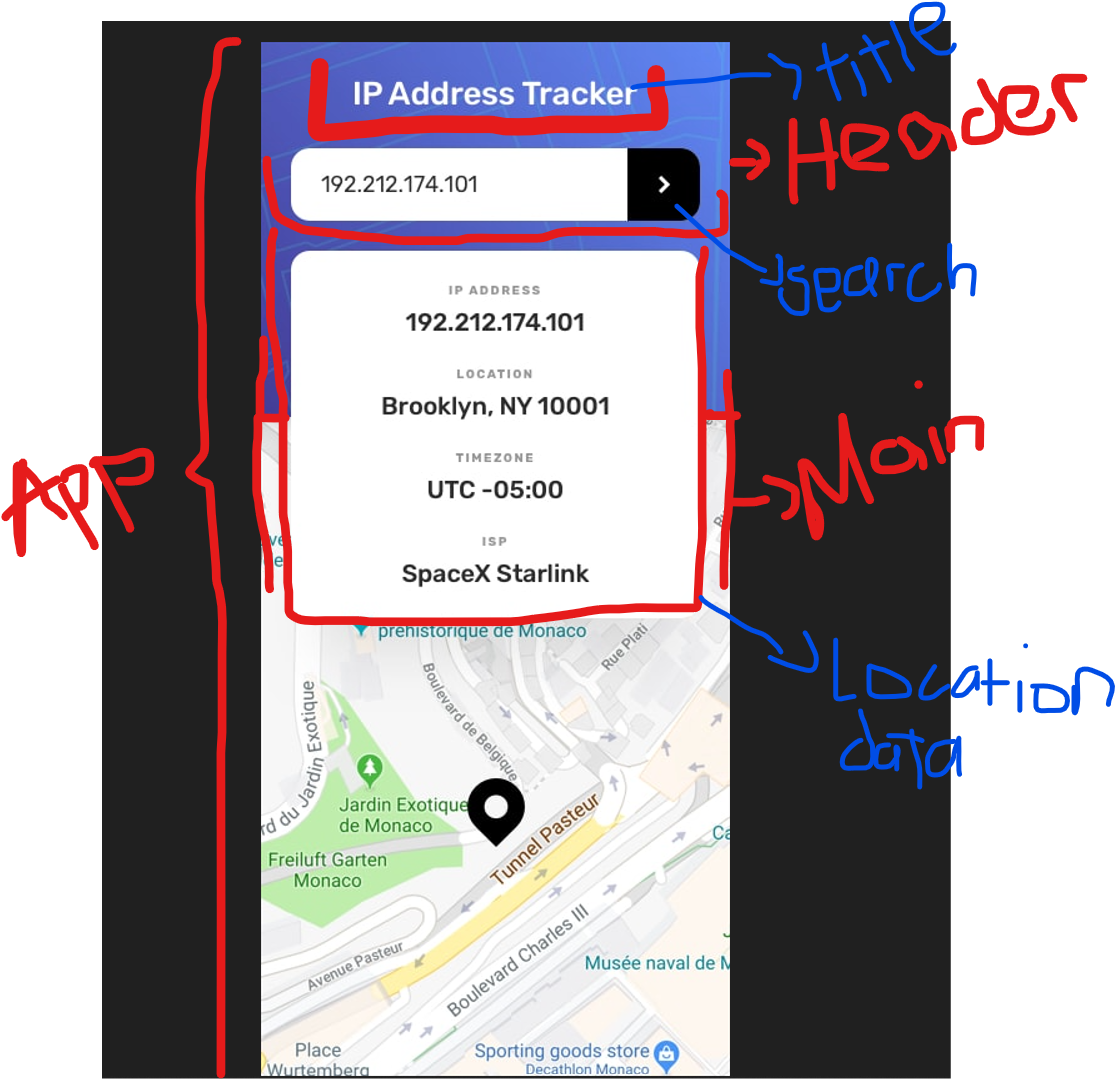 title
IP Address Tracker
Header
192.212.174.101
search
IP ADDRESS
192.212.174.101
LOCATION
Brooklyn, NY 10001
Main
App
TIMEZONE
UTC -05:00
ISP
SpaceX Starlink
préhistorique de Monaco
Rue Plati
Location
data
Boulevard de Belgique
rd du Jardin Exotique
Jardin Exotique
de Monaco
Tunnel Pasteur
Ca
Freiluft Garten
Monaco
Boulevard Charles III
Avenue Pasteur
Musée naval de M
Place
Wurtemberg
Sporting goods store
Decathlon Monaco